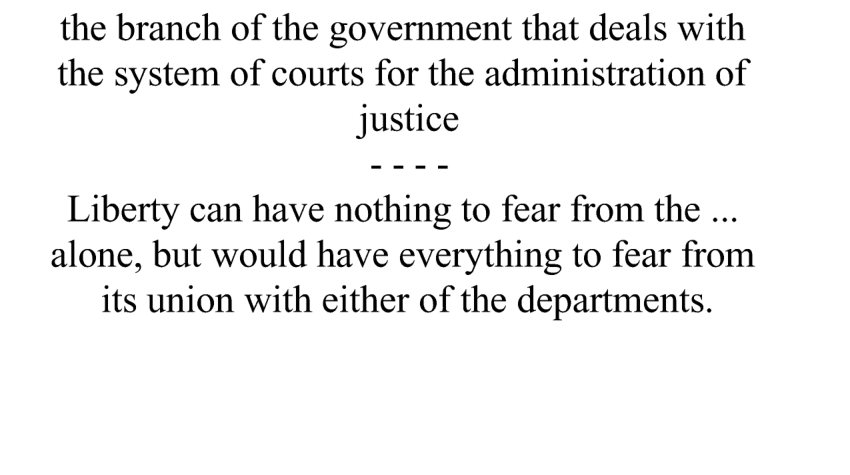 the branch of the government that deals with
the system of courts for the administration of
justice
- - - -
Liberty can have nothing to fear from the ...
alone, but would have everything to fear from
its union with either of the departments.